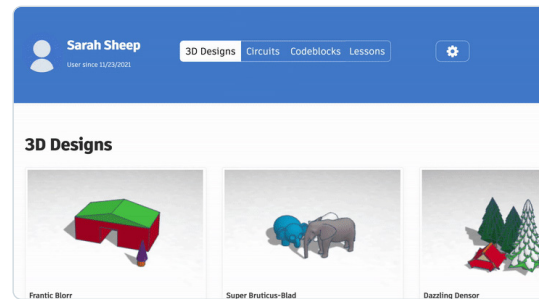 Sarah Sheep
User since 11/23/2021
3D Designs
Circuits
Codeblocks
Lessons
3D Designs
Frantic Blorr
Super Bruticus-Blad
Dazzling Densor